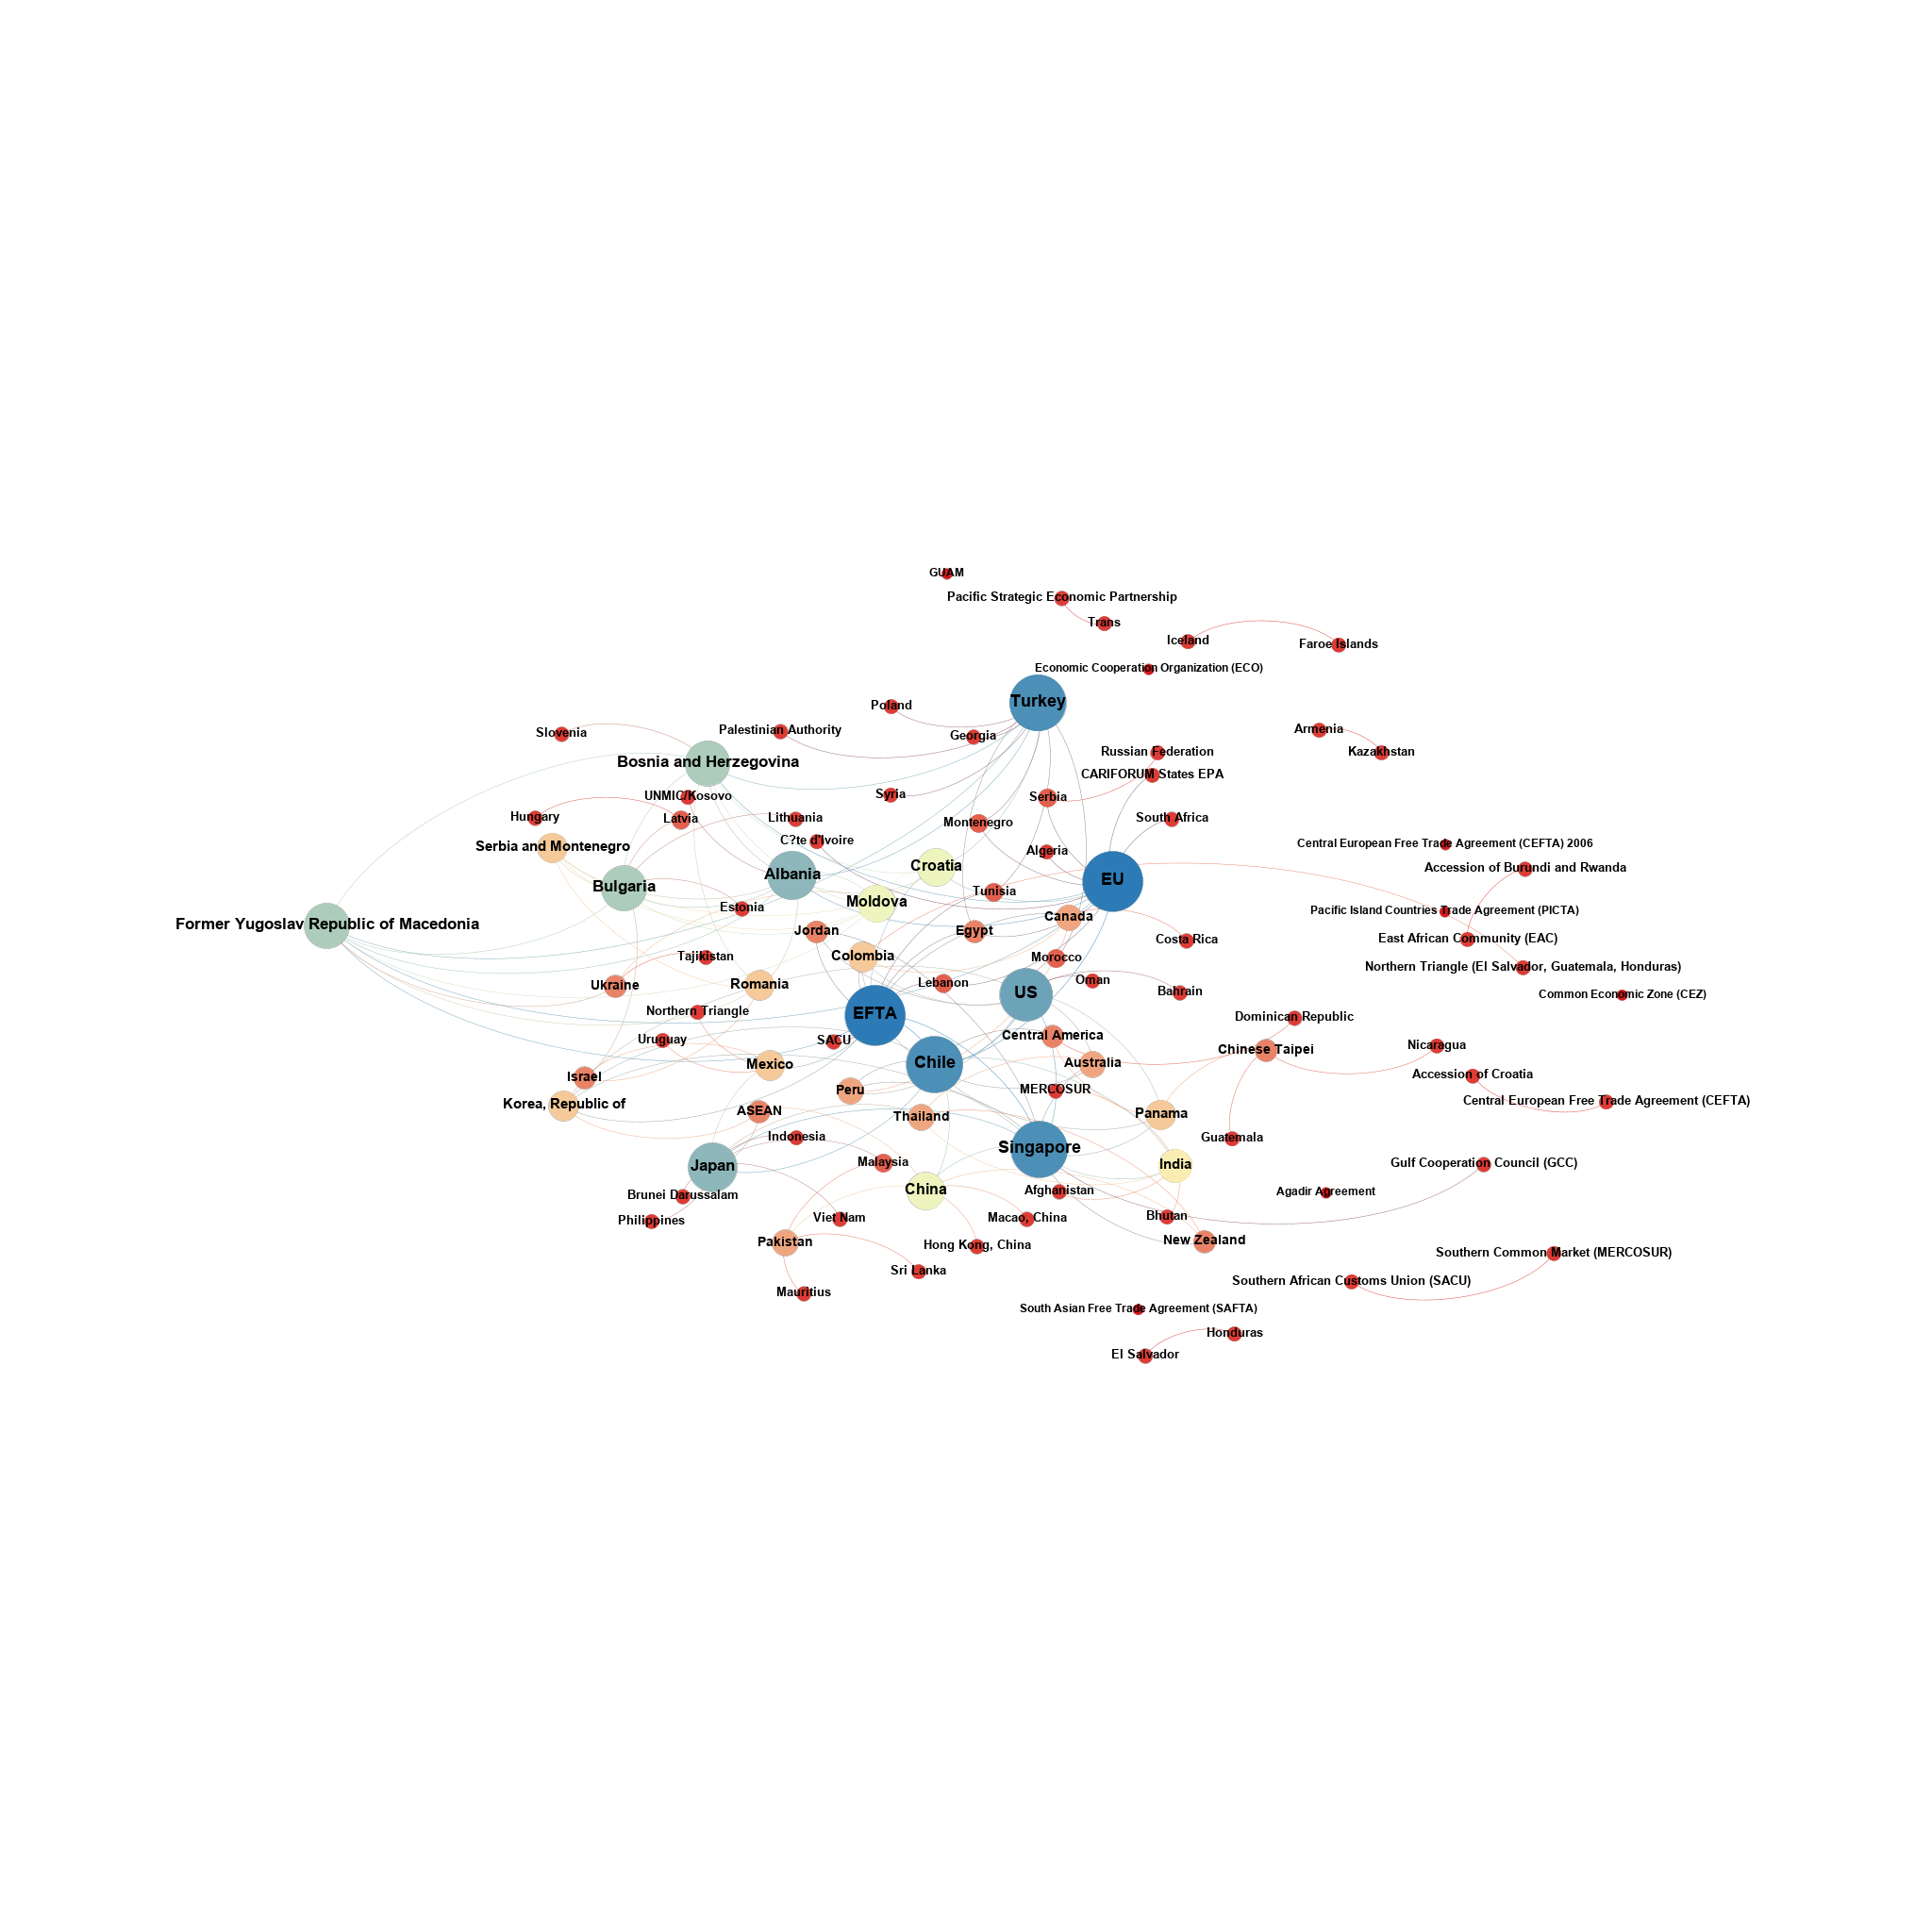 GUAM
Pacific Strategic Economic Partnership
Trans
Iceland
Faroe Islands
Economic Cooperation Organization (ECO)
Turkey
Poland
Palestinian Authority
Georgia
Slovenia
Armenia
Kazakhstan
Russian Federation
Bosnia and Herzegovina
CARIFORUM States EPA
UNMIC/Kosovo
Syria
Serbia
Hungary
Latvia
Lithuania
Montenegro
South Africa
C?te d'Ivoire
Central European Free Trade Agreement (CEFTA) 2006
Serbia and Montenegro
Algeria
Croatia
Accession of Burundi and Rwanda
Albania
EU
Bulgaria
Tunisia
Moldova
Estonia
Pacific Island Countries Trade Agreement (PICTA)
Canada
Former Yugoslav Republic of Macedonia
Jordan
Egypt
Costa Rica
East African Community (EAC)
Tajikistan
Colombia
Morocco
Northern Triangle (El Salvador, Guatemala, Honduras)
Ukraine
Romania
Lebanon
Oman
US
Bahrain
Common Economic Zone (CEZ)
Northern Triangle
EFTA
Dominican Republic
Uruguay
SACU
Central America
Chinese Taipei
Nicaragua
Mexico
Chile
Australia
Israel
Accession of Croatia
Peru
MERCOSUR
Korea, Republic of
Central European Free Trade Agreement (CEFTA)
ASEAN
Thailand
Panama
Indonesia
Guatemala
Singapore
Japan
Malaysia
India
Gulf Cooperation Council (GCC)
Brunei Darussalam
China
Afghanistan
Agadir Agreement
Philippines
Viet Nam
Macao, China
Bhutan
Pakistan
Hong Kong, China
New Zealand
Sri Lanka
Southern Common Market (MERCOSUR)
Mauritius
Southern African Customs Union (SACU)
South Asian Free Trade Agreement (SAFTA)
Honduras
El Salvador